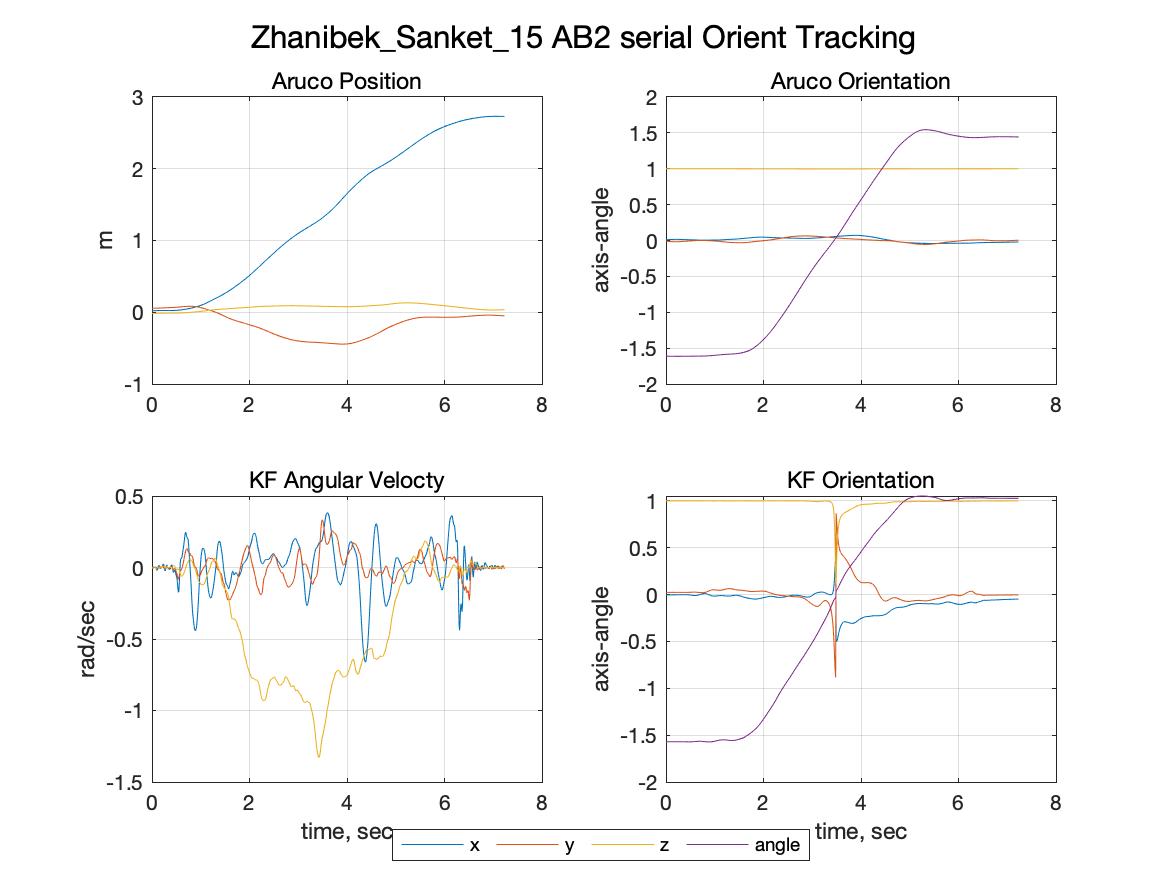 Zhanibek_Sanket_15 AB2 serial Orient Tracking
Aruco Position
3
2
1
0
-1
m
0 2 4 6 8
Aruco Orientation
2
1.5
1
0.5
0
-0.5
-1
-1.5
-2
axis-angle
0 2 4 6 8
KF Angular Velocty
0.5
0
-0.5
-1
-1.5
rad/sec
0 2 4 6 8
time, sec
KF Orientation
1
0.5
0
-0.5
-1
-1.5
-2
axis-angle
0 2 4 6 8
time, sec
x y z angle